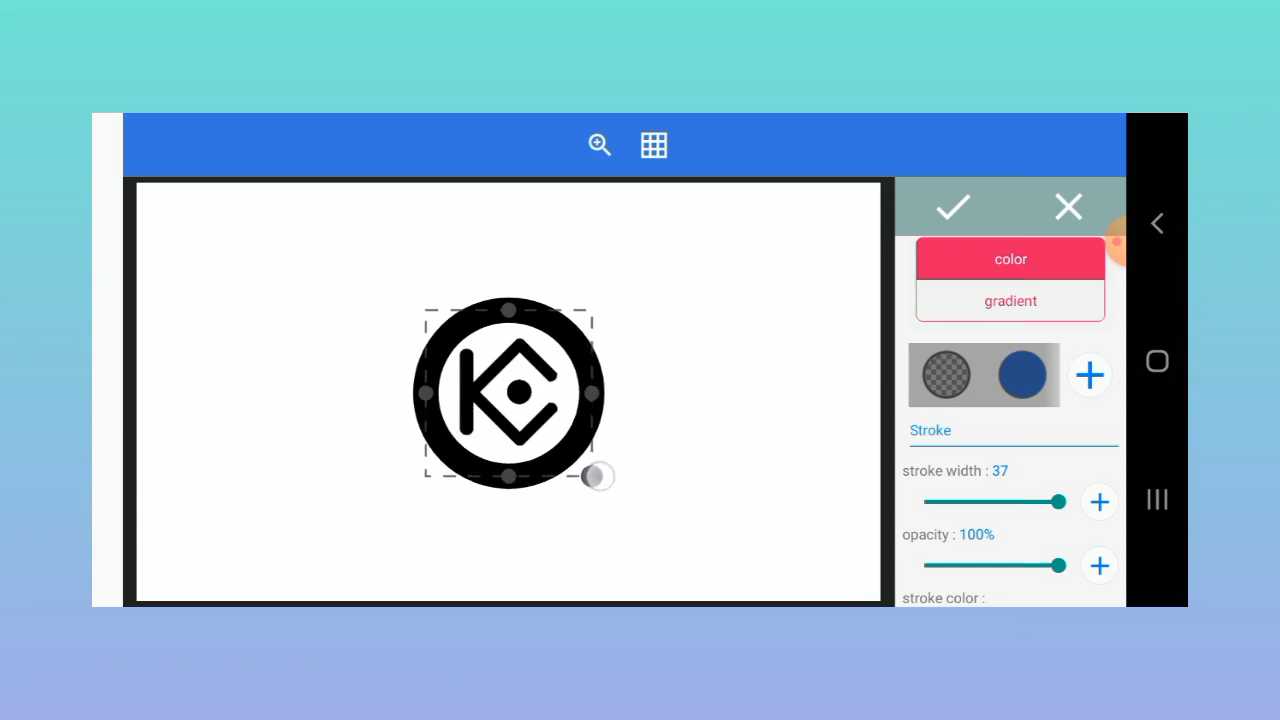 color
gradient
Stroke
stroke width : 37
opacity : 100%
stroke color :